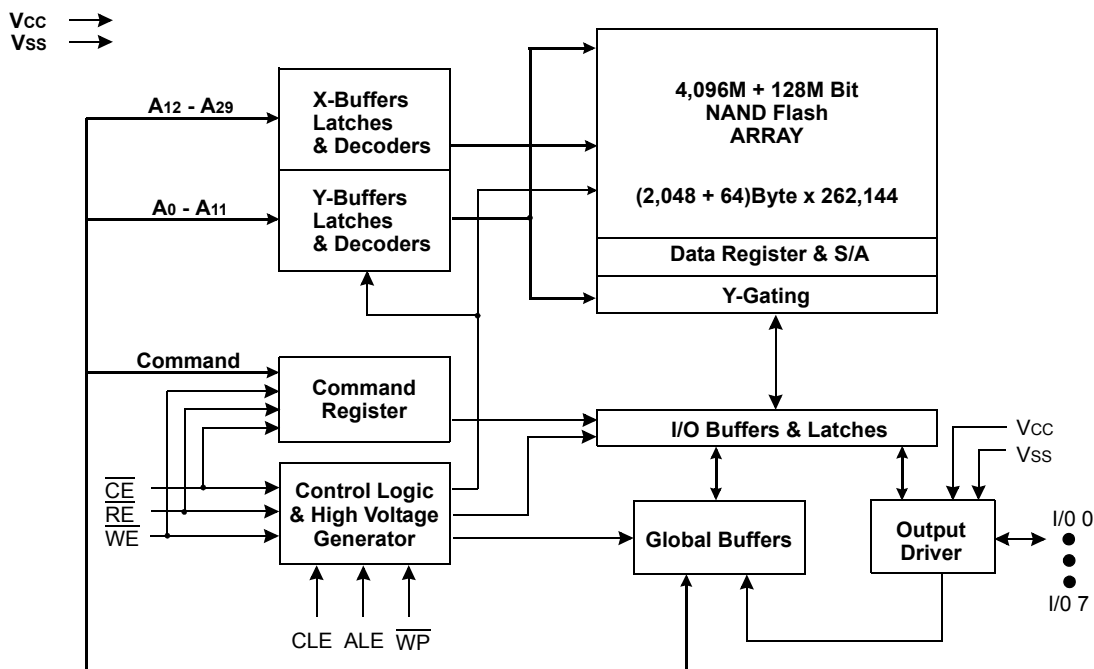 VCC
VSS
A12 - A29
X-Buffers
Latches
& Decoders
A0 - A11
Y-Buffers
Latches
& Decoders
4,096M + 128M Bit
NAND Flash
ARRAY
(2,048 + 64)Byte x 262,144
Data Register & S/A
Y-Gating
Command
Command
Register
I/O Buffers & Latches
VCC
VSS
CE
RE
WE
Control Logic
& High Voltage
Generator
Global Buffers
Output
Driver
I/0 0
I/0 7
CLE ALE WP